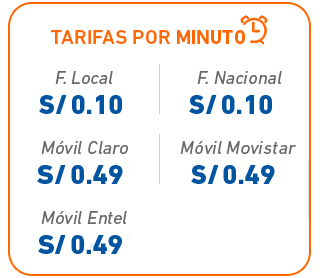 TARIFAS POR MINUTO
F. Local
S/ 0.10
F. Nacional
S/ 0.10
Móvil Claro
S/ 0.49
Móvil Movistar
S/ 0.49
Móvil Entel
S/ 0.49